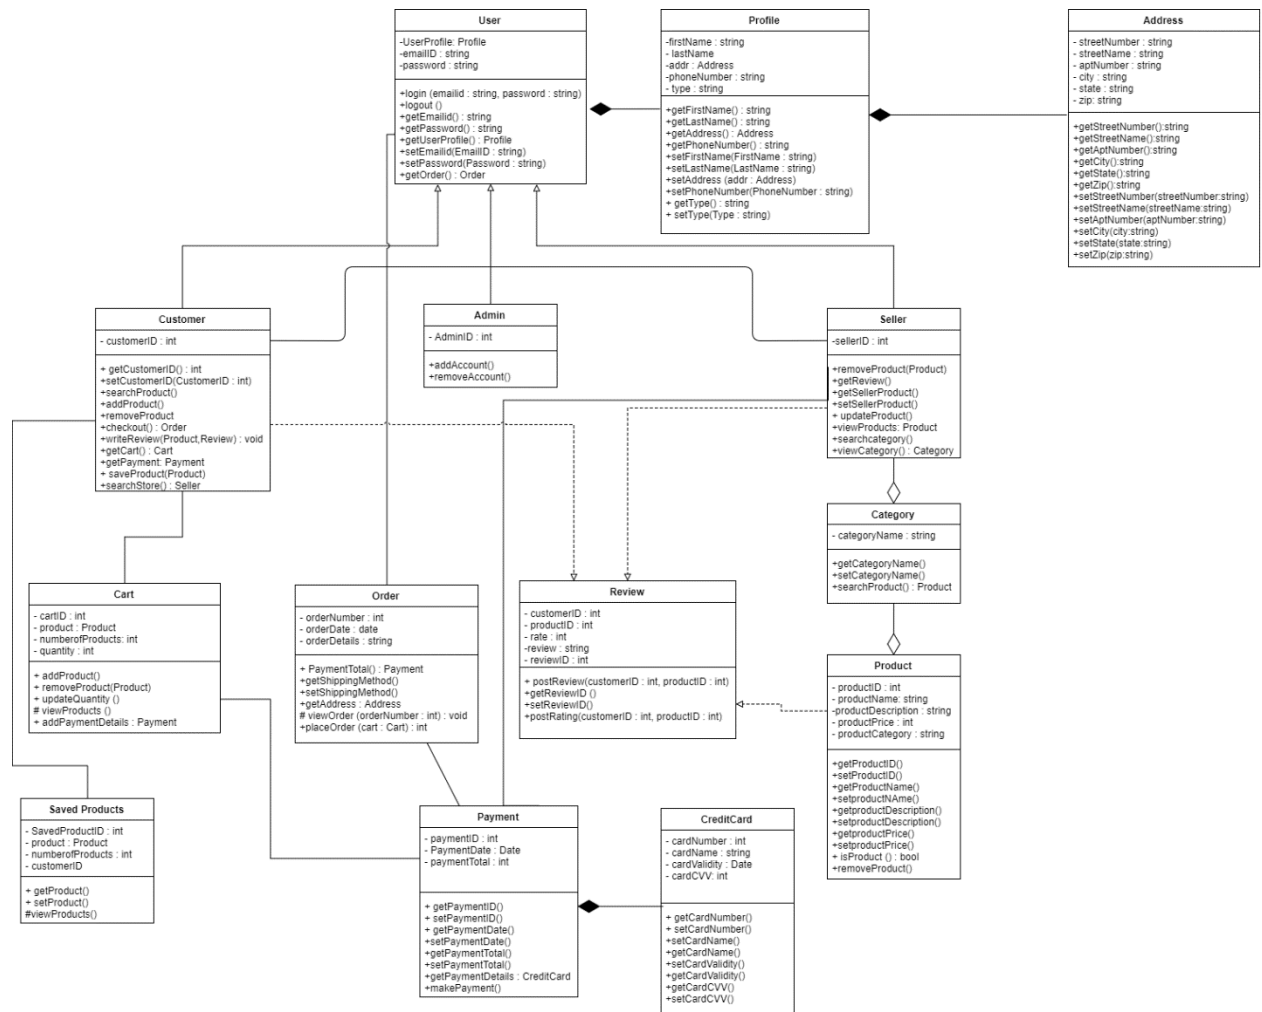 User
-UserProfile: Profile
-emailID : string
-password : string
+login (emailid : string, password : string)
+logout ()
+getEmailid() : string
+getPassword() : string
+getUserProfile() : Profile
+setEmailid(EmailID : string)
+setPassword(Password : string)
+getOrder() : Order
Profile
-firstName : string
- lastName
-addr : Address
-phoneNumber : string
- type : string
+getFirstName() : string
+getLastName() : string
+getAddress() : Address
+getPhoneNumber() : string
+setFirstName(FirstName : string)
+setLastName(LastName : string)
+setAddress (addr : Address)
+setPhoneNumber(PhoneNumber : string)
+ getType() : string
+ setType(Type : string)
Address
- streetNumber : string
- streetName : string
- aptNumber : string
- city : string
- state : string
- zip: string
+getStreetNumber():string
+getStreetName():string
+getAptNumber():string
+getCity():string
+getState():string
+getZip():string
+setStreetNumber(streetNumber:string)
+setStreetName(streetName:string)
+setAptNumber(aptNumber:string)
+setCity(city:string)
+setState(state:string)
+setZip(zip:string)
Customer
- customerID : int
+ getCustomerID() : int
+setCustomerID(CustomerID : int)
+searchProduct()
+addProduct()
+removeProduct
+checkout() : Order
+writeReview(Product,Review) : void
+getCart() : Cart
+getPayment: Payment
+ saveProduct(Product)
+searchStore() : Seller
Admin
- AdminID : int
+addAccount()
+removeAccount()
Seller
-sellerID : int
+removeProduct(Product)
+getReview()
+getSellerProduct()
+setSellerProduct()
+ updateProduct()
+viewProducts: Product
+searchcategory()
+viewCategory() : Category
Category
- categoryName : string
+getCategoryName()
+setCategoryName()
+searchProduct() : Product
Cart
- cartID : int
- product : Product
- numberofProducts: int
- quantity : int
+ addProduct()
+ removeProduct(Product)
+ updateQuantity ()
# viewProducts ()
+ addPaymentDetails : Payment
Order
- orderNumber : int
- orderDate : date
- orderDetails : string
+ PaymentTotal() : Payment
+getShippingMethod()
+setShippingMethod()
+getAddress : Address
# viewOrder (orderNumber : int) : void
+placeOrder (cart : Cart) : int
Review
- customerID : int
- productID : int
- rate : int
-review : string
- reviewID : int
+ postReview(customerID : int, productID : int)
+getReviewID ()
+setReviewID()
+postRating(customerID : int, productID : int)
Product
- productID : int
- productName: string
-productDescription : string
- productPrice : int
- productCategory : string
+getProductID()
+setProductID()
+getProductName()
+setproductNAme()
+getproductDescription()
+setproductDescription()
+getproductPrice()
+setproductPrice()
+ isProduct () : bool
+removeProduct()
Saved Products
- SavedProductID : int
- product : Product
- numberofProducts : int
- customerID
+ getProduct()
+ setProduct()
#viewProducts()
Payment
- paymentID : int
- PaymentDate : Date
- paymentTotal : int
+ getPaymentID()
+ setPaymentID()
+ getPaymentDate()
+setPaymentDate()
+getPaymentTotal()
+setPaymentTotal()
+getPaymentDetails : CreditCard
+makePayment()
CreditCard
- cardNumber : int
- cardName : string
- cardValidity : Date
- cardCVV: int
+ getCardNumber()
+ setCardNumber()
+setCardName()
+getCardName()
+setCardValidity()
+getCardValidity()
+getCardCVV()
+setCardCVV()